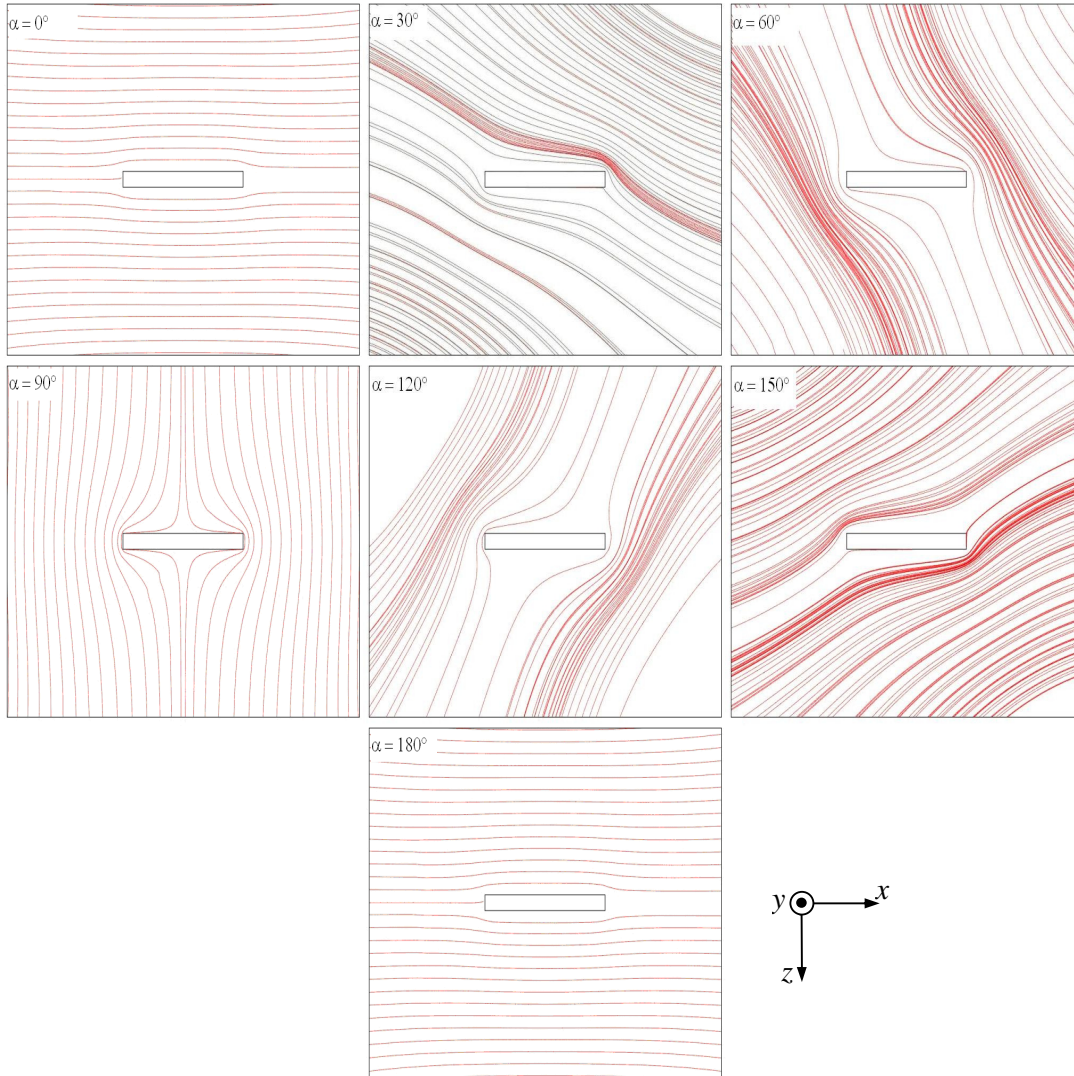 α = 0°
α = 30°
α = 60°
α = 90°
α = 120°
α = 150°
α = 180°
y
x
z